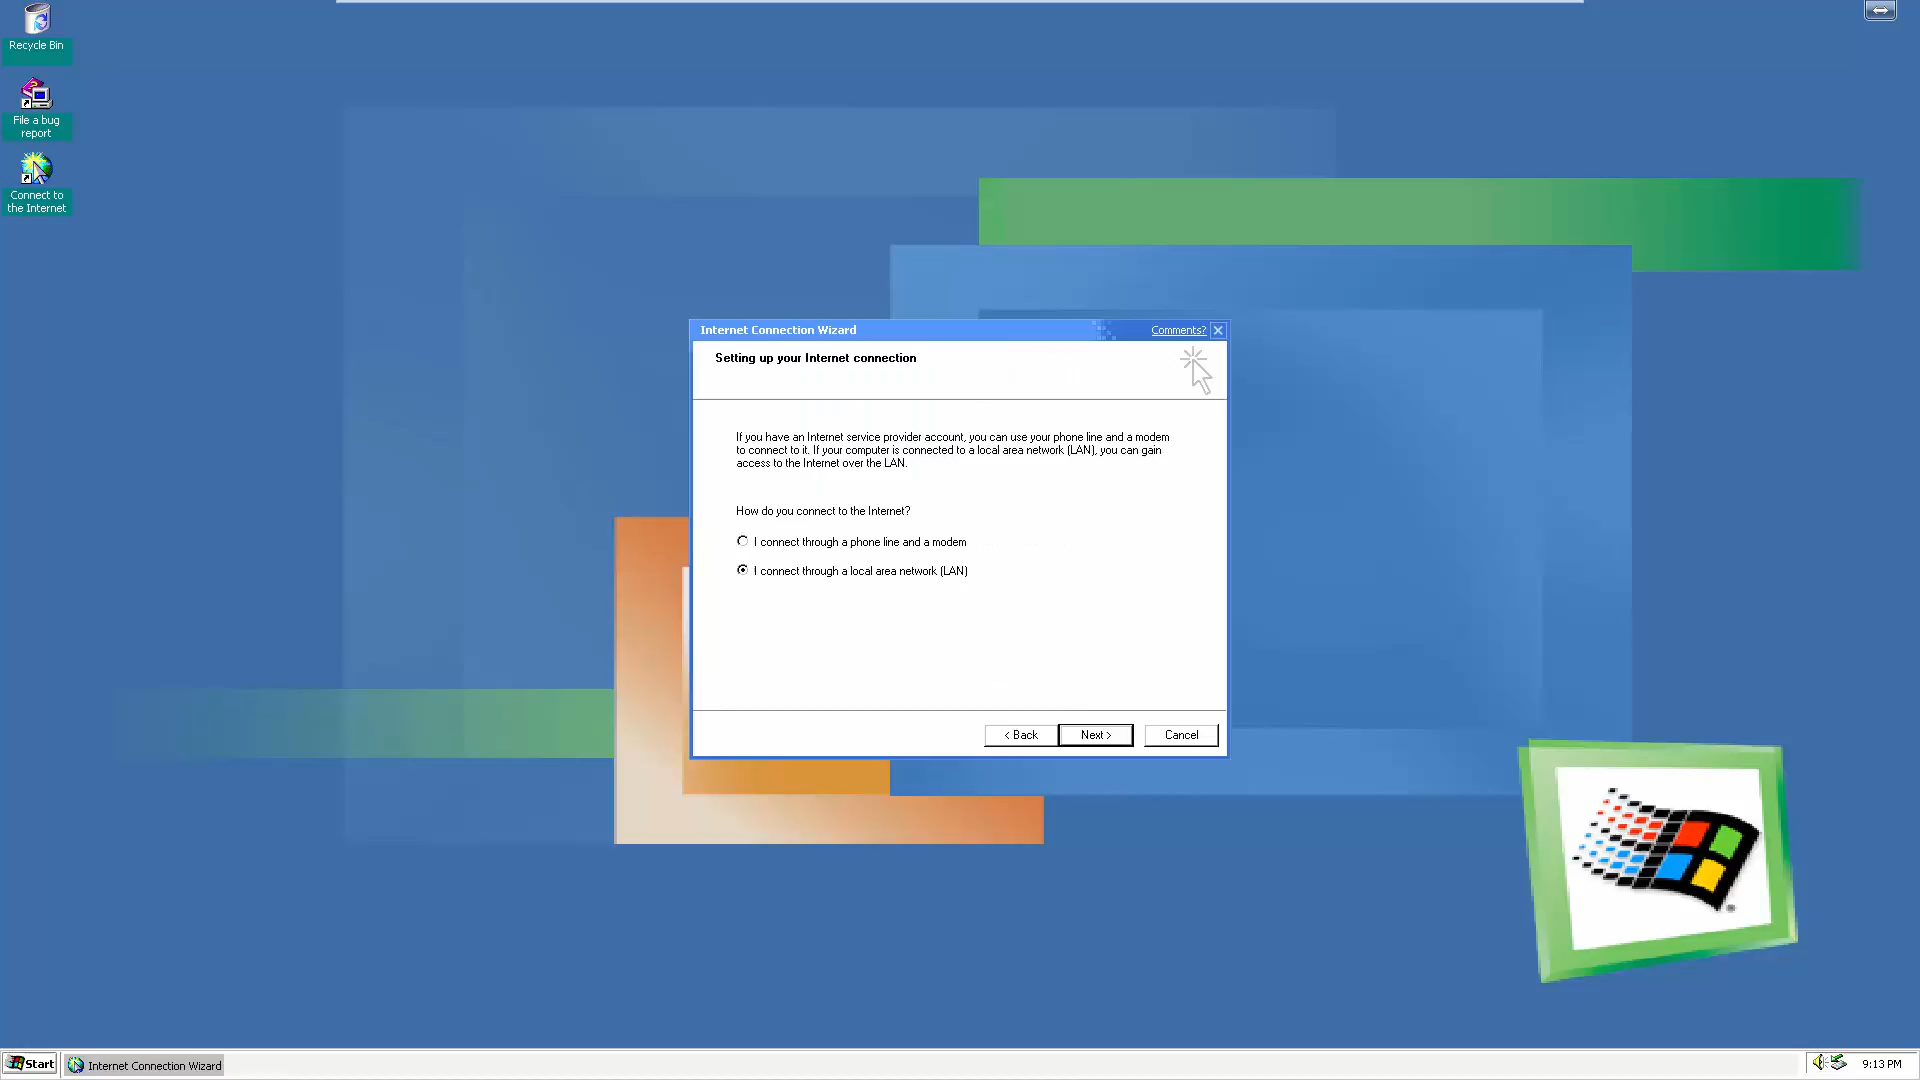 Recycle Bin
File a bug
report
Connect to
the Internet
Internet Connection Wizard
Comments?
Setting up your Internet connection
If you have an Internet service provider account, you can use your phone line and a modem
to connect to it. If your computer is connected to a local area network (LAN), you can gain
access to the Internet over the LAN.
How do you connect to the Internet?
I connect through a phone line and a modem
I connect through a local area network (LAN)
< Back
Next >
Cancel
Start
Internet Connection Wizard
9:13 PM